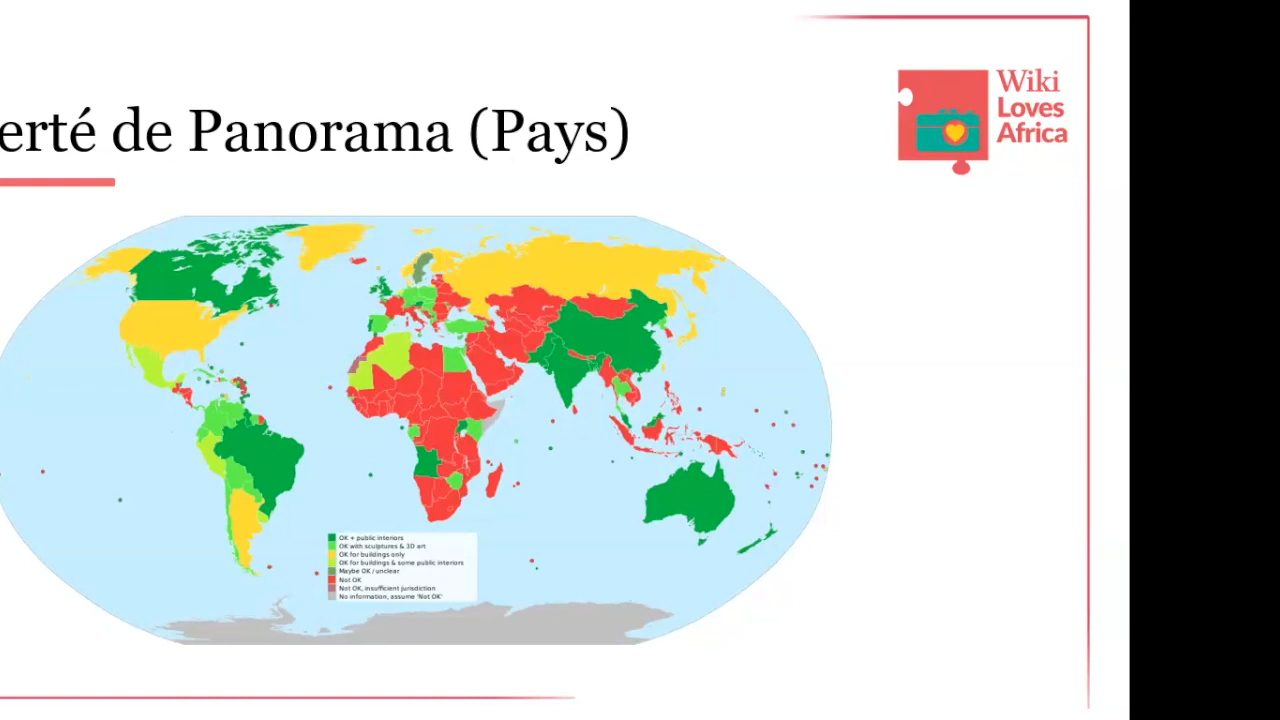 erté de Panorama (Pays)
Wiki
Loves
Africa
OK + public interiors
OK with sculptures & 3D art
OK for buildings only
OK for buildings & some public interiors
Maybe OK / unclear
Not OK
Not OK, insufficient jurisdiction
No information, assume 'Not OK'